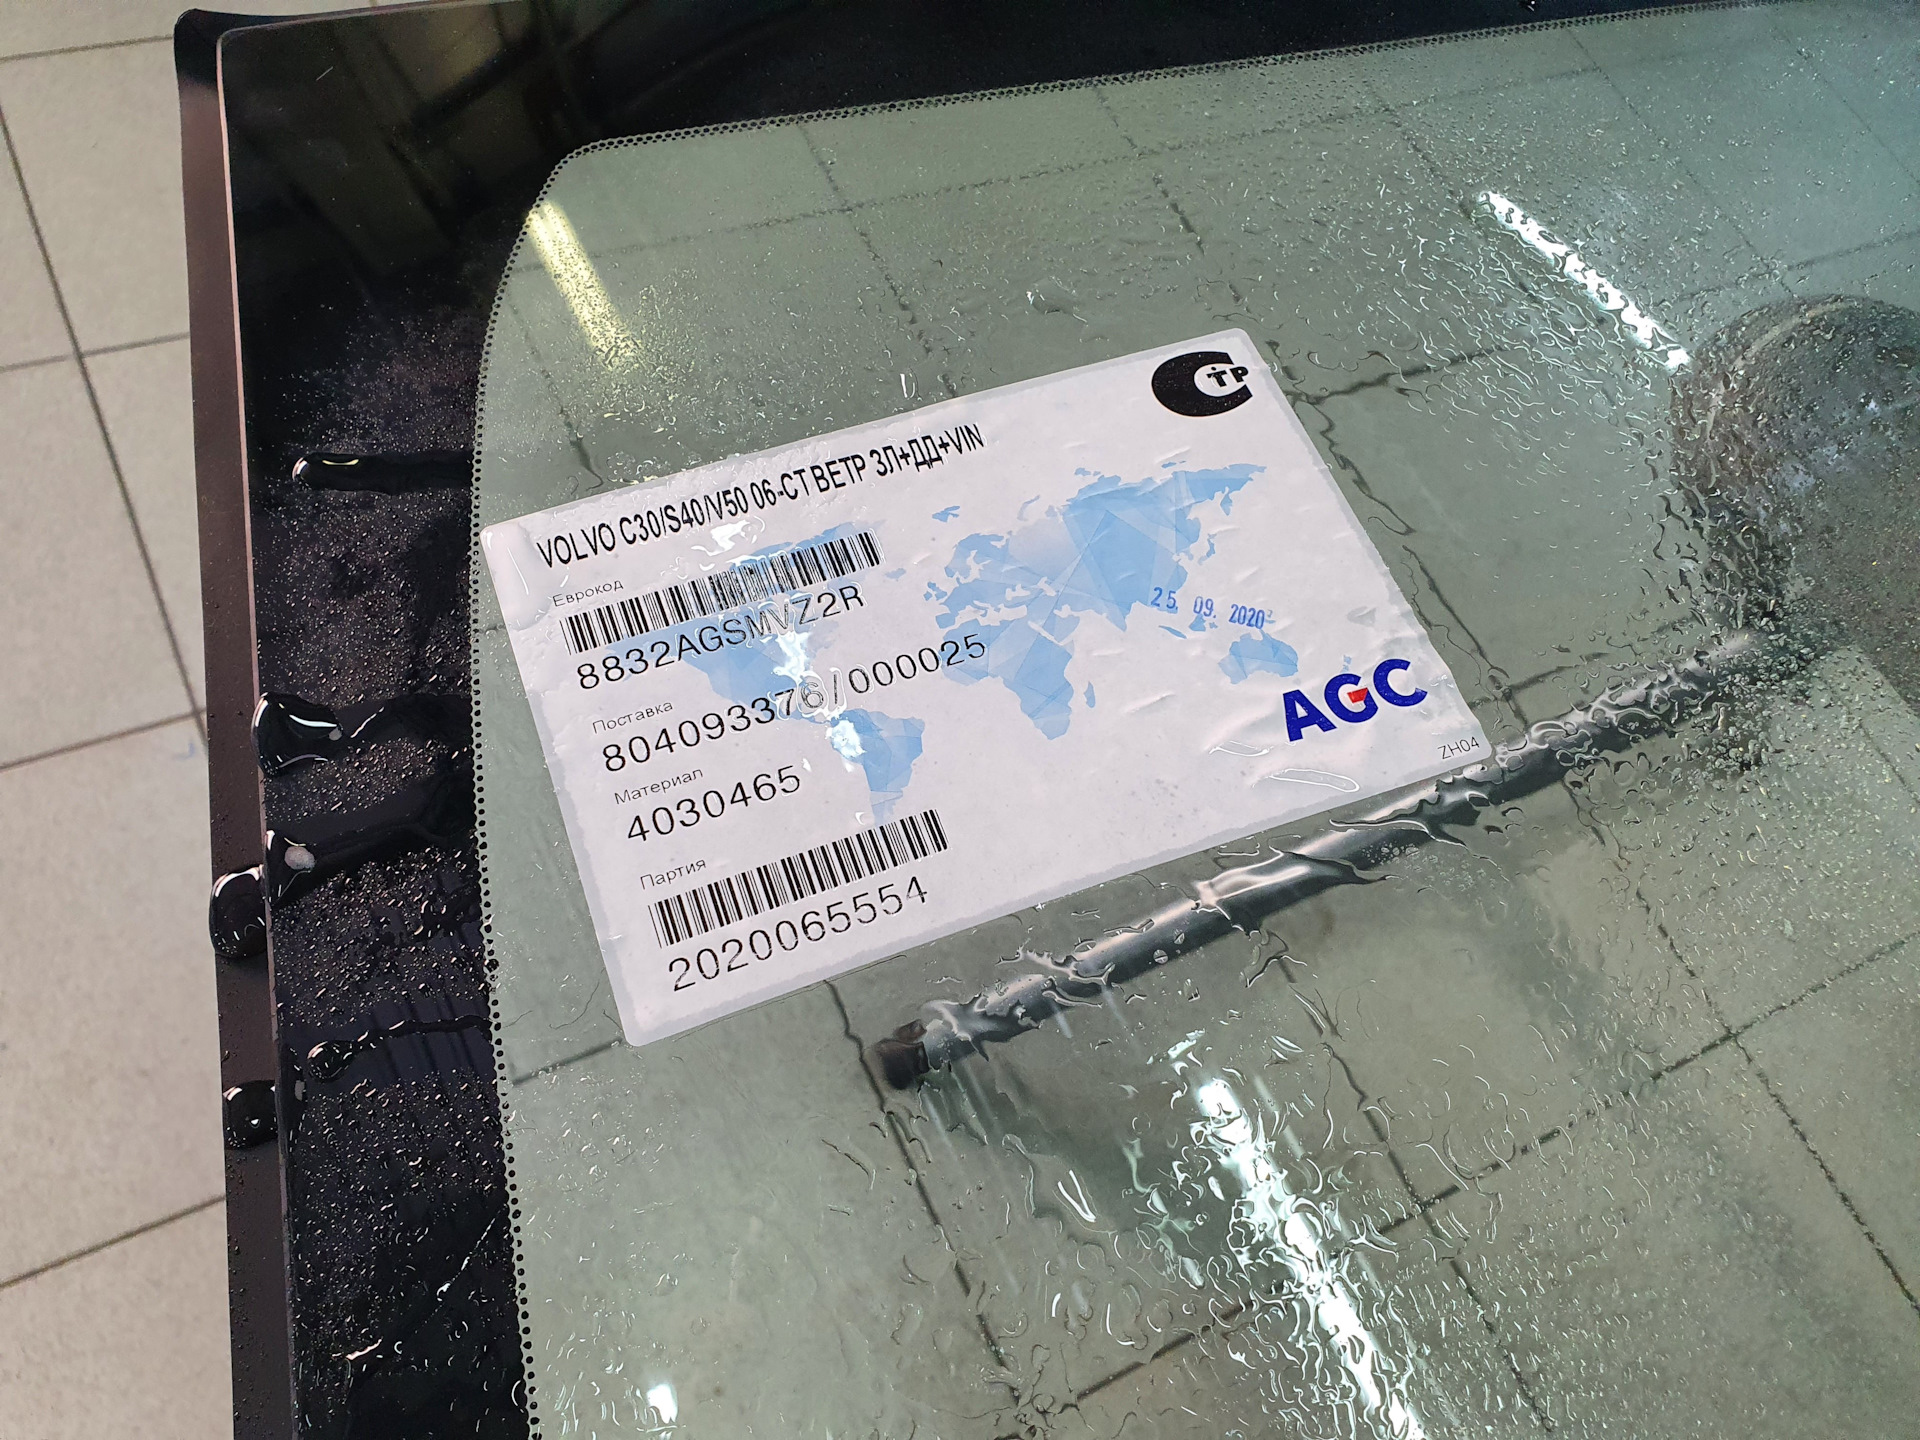 СТР
VOLVO C30/S40/V50 06-СТ ВЕТР ЗЛ+ДД+VIN
Еврокод
8832AGSMVZ2R
25. 09. 2020
Поставка
804093376/000025
AGC
Материал
4030465
ZH04
Партия
2020065554